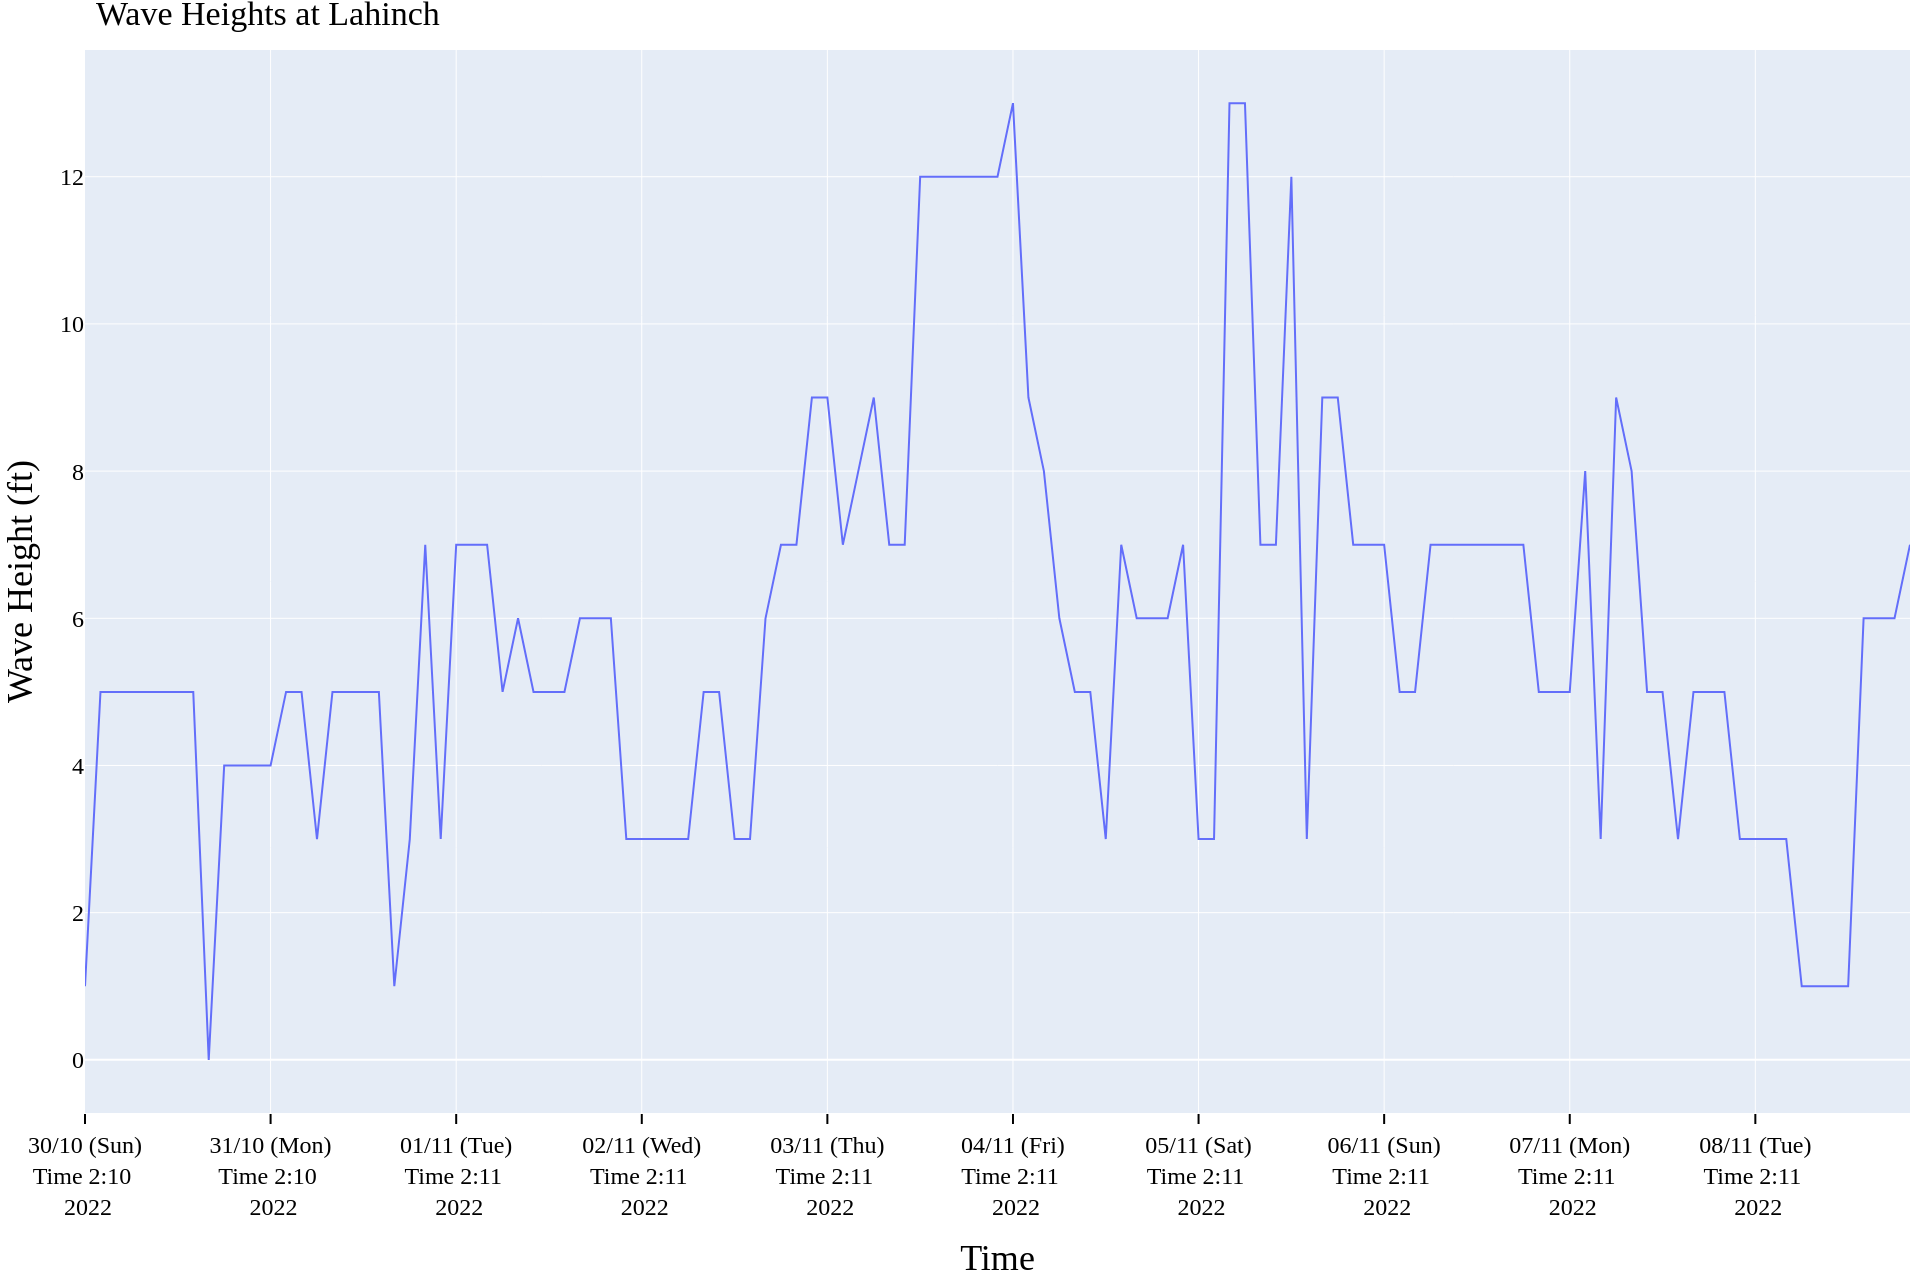 Wave Heights at Lahinch
Wave Height (ft)
12
10
8
6
4
2
0
30/10 (Sun) 31/10 (Mon) 01/11 (Tue) 02/11 (Wed) 03/11 (Thu) 04/11 (Fri) 05/11 (Sat) 06/11 (Sun) 07/11 (Mon) 08/11 (Tue)
Time 2:10 Time 2:10 Time 2:11 Time 2:11 Time 2:11 Time 2:11 Time 2:11 Time 2:11 Time 2:11 Time 2:11
2022 2022 2022 2022 2022 2022 2022 2022 2022 2022
Time